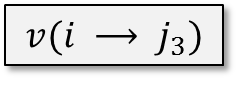 v(i ⟶ j₃)